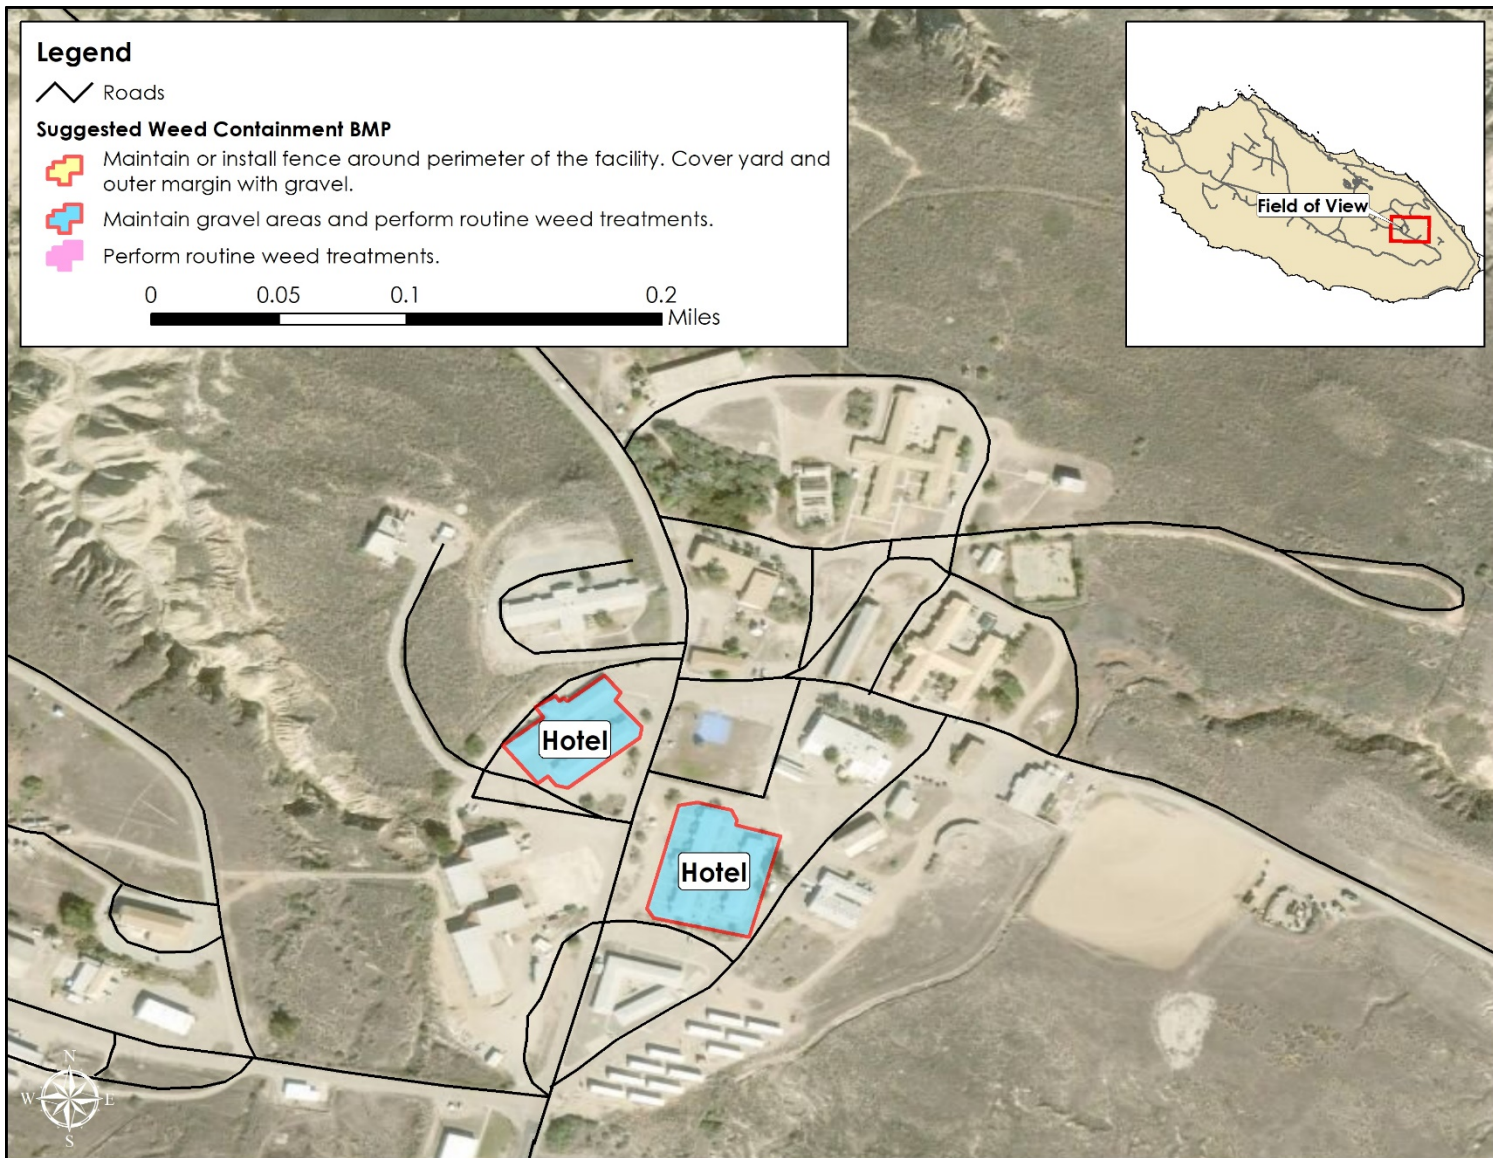 Legend
Roads
Suggested Weed Containment BMP
Maintain or install fence around perimeter of the facility. Cover yard and
outer margin with gravel.
Maintain gravel areas and perform routine weed treatments.
Perform routine weed treatments.
0 0.05 0.1 0.2
Miles
Field of View
Hotel
Hotel
N
W E
S